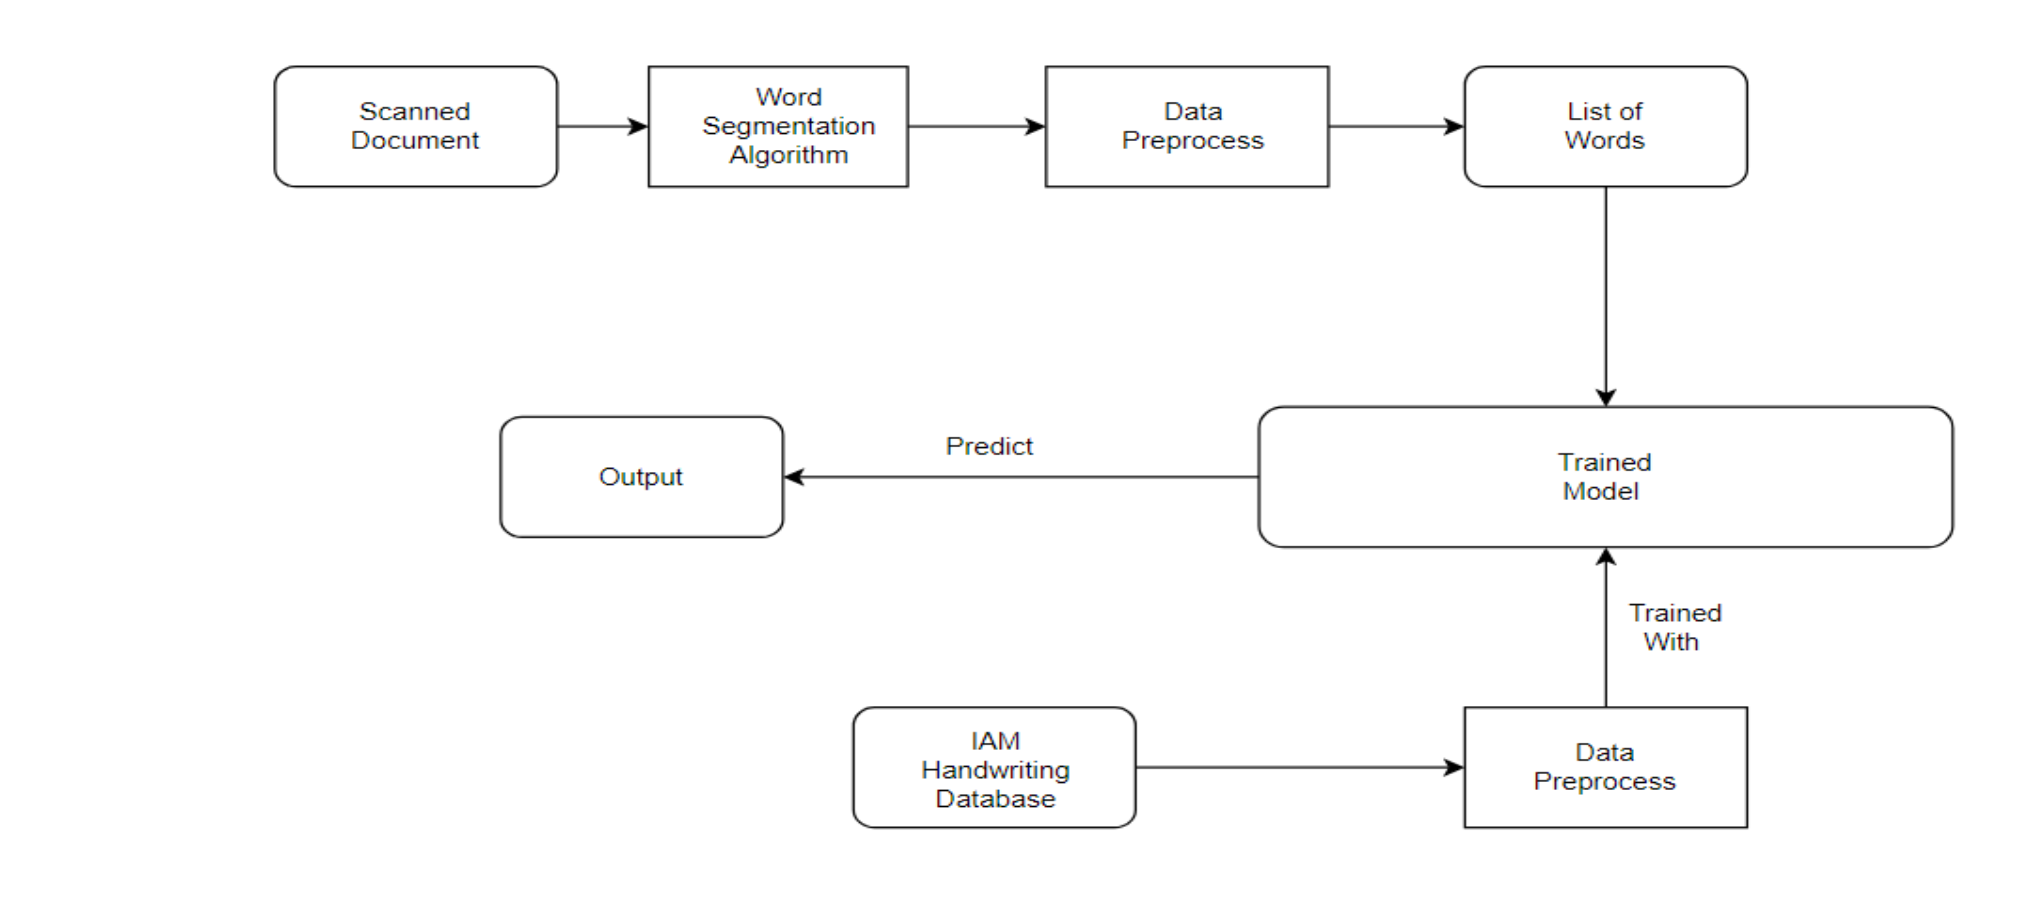 Scanned
Document
Word
Segmentation
Algorithm
Data
Preprocess
List of
Words
Predict
Output
Trained
Model
Trained
With
IAM
Handwriting
Database
Data
Preprocess